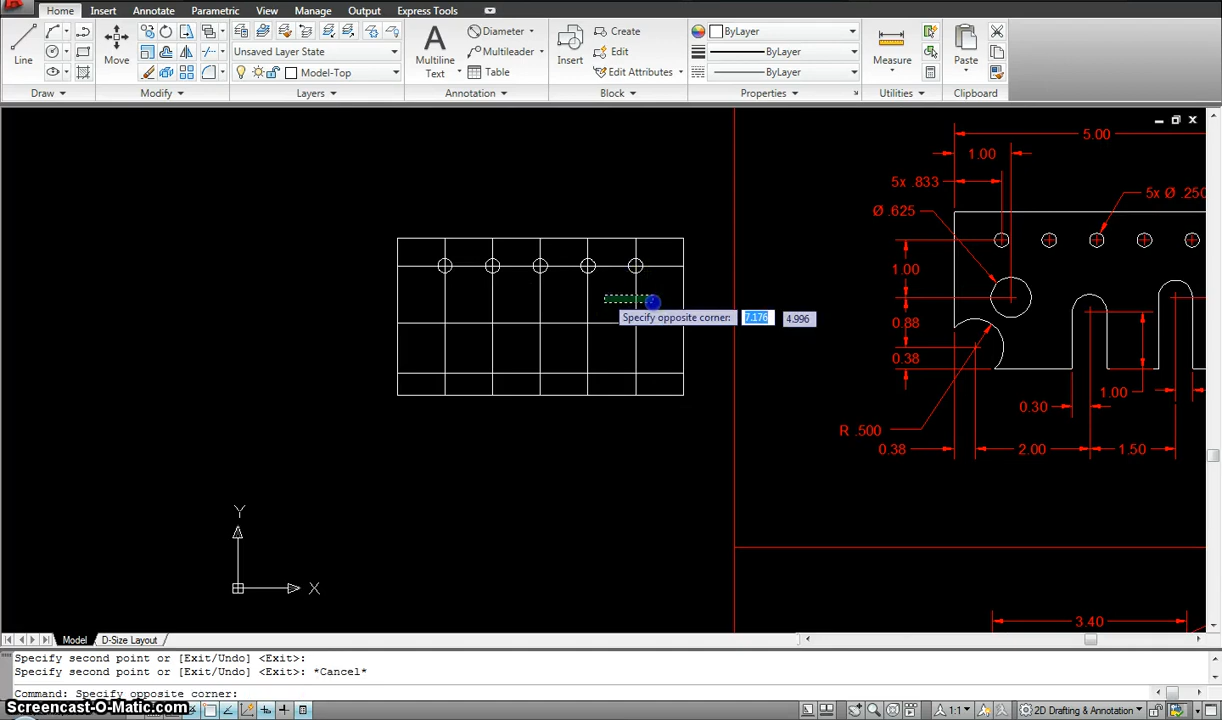 Home Insert Annotate Parametric View Manage Output Express Tools
Line
Move
Unsaved Layer State
Model-Top
Multiline
Text
Diameter
Multileader
Table
Insert
Create
Edit
Edit Attributes
ByLayer
ByLayer
ByLayer
Measure
Paste
Draw Modify Layers Annotation Block Properties Utilities Clipboard
5.00
1.00
5x .833
5x Ø .250
Ø .625
1.00
0.88
0.38
1.00
0.30
R .500
0.38
2.00
1.50
3.40
Specify opposite corner: 7.176 4.996
Y
X
Model D-Size Layout
Specify second point or [Exit/Undo] <Exit>:
Specify second point or [Exit/Undo] <Exit>: *Cancel*
Command: Specify opposite corner:
Screencast-O-Matic.com
1:1
2D Drafting & Annotation